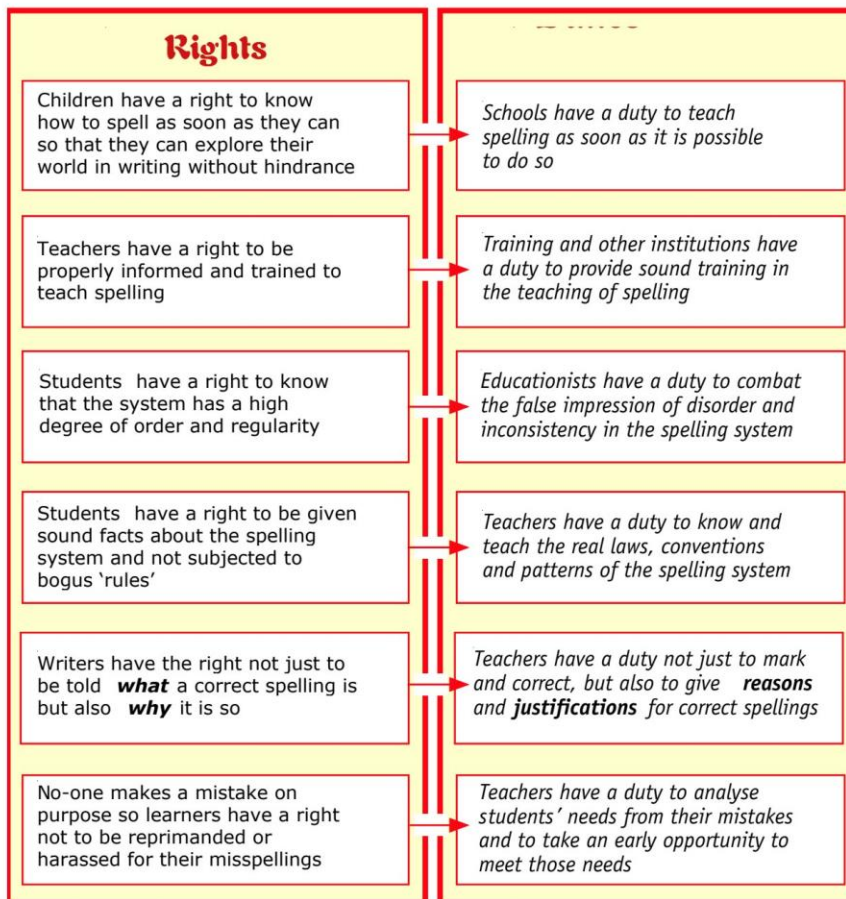 Rights
Children have a right to know
how to spell as soon as they can
so that they can explore their
world in writing without hindrance
Schools have a duty to teach
spelling as soon as it is possible
to do so
Teachers have a right to be
properly informed and trained to
teach spelling
Training and other institutions have
a duty to provide sound training in
the teaching of spelling
Students have a right to know
that the system has a high
degree of order and regularity
Educationists have a duty to combat
the false impression of disorder and
inconsistency in the spelling system
Students have a right to be given
sound facts about the spelling
system and not subjected to
bogus ‘rules’
Teachers have a duty to know and
teach the real laws, conventions
and patterns of the spelling system
Writers have the right not just to
be told what a correct spelling is
but also why it is so
Teachers have a duty not just to mark
and correct, but also to give reasons
and justifications for correct spellings
No-one makes a mistake on
purpose so learners have a right
not to be reprimanded or
harassed for their misspellings
Teachers have a duty to analyse
students’ needs from their mistakes
and to take an early opportunity to
meet those needs